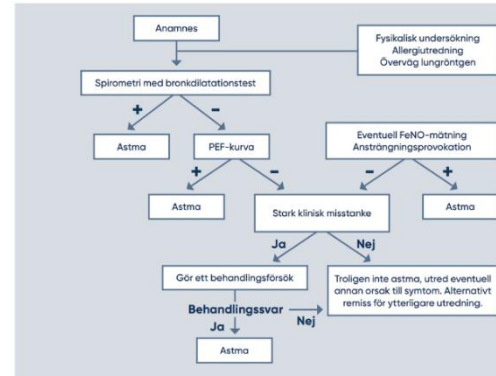 Anamnes
Fysikalisk undersökning
Allergiutredning
Överväg lungröntgen
Spirometri med bronkdilatationstest
+
–
Astma
PEF-kurva
Eventuell FeNO-mätning
Ansträngningsprovokation
+
–
–
+
Astma
Stark klinisk misstanke
Astma
Ja
Nej
Gör ett behandlingsförsök
Troligen inte astma, utred eventuell
annan orsak till symtom. Alternativt
remiss för ytterligare utredning.
Behandlingssvar
Ja
Nej
Astma